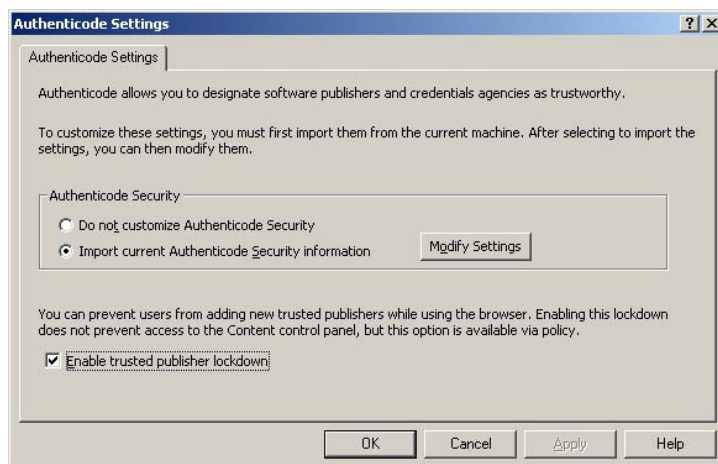 Authenticode Settings
Authenticode Settings
Authenticode allows you to designate software publishers and credentials agencies as trustworthy.
To customize these settings, you must first import them from the current machine. After selecting to import the
settings, you can then modify them.
Authenticode Security
Do not customize Authenticode Security
Import current Authenticode Security information
Modify Settings
You can prevent users from adding new trusted publishers while using the browser. Enabling this lockdown
does not prevent access to the Content control panel, but this option is available via policy.
Enable trusted publisher lockdown
OK Cancel Apply Help